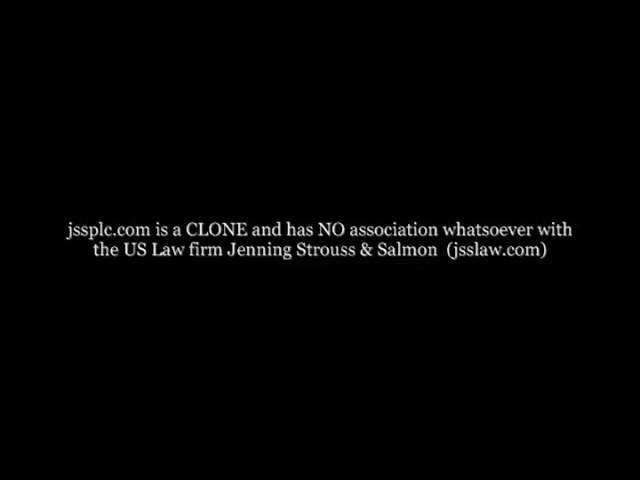 jssplc.com is a CLONE and has NO association whatsoever with
the US Law firm Jenning Strouss & Salmon (jsslaw.com)